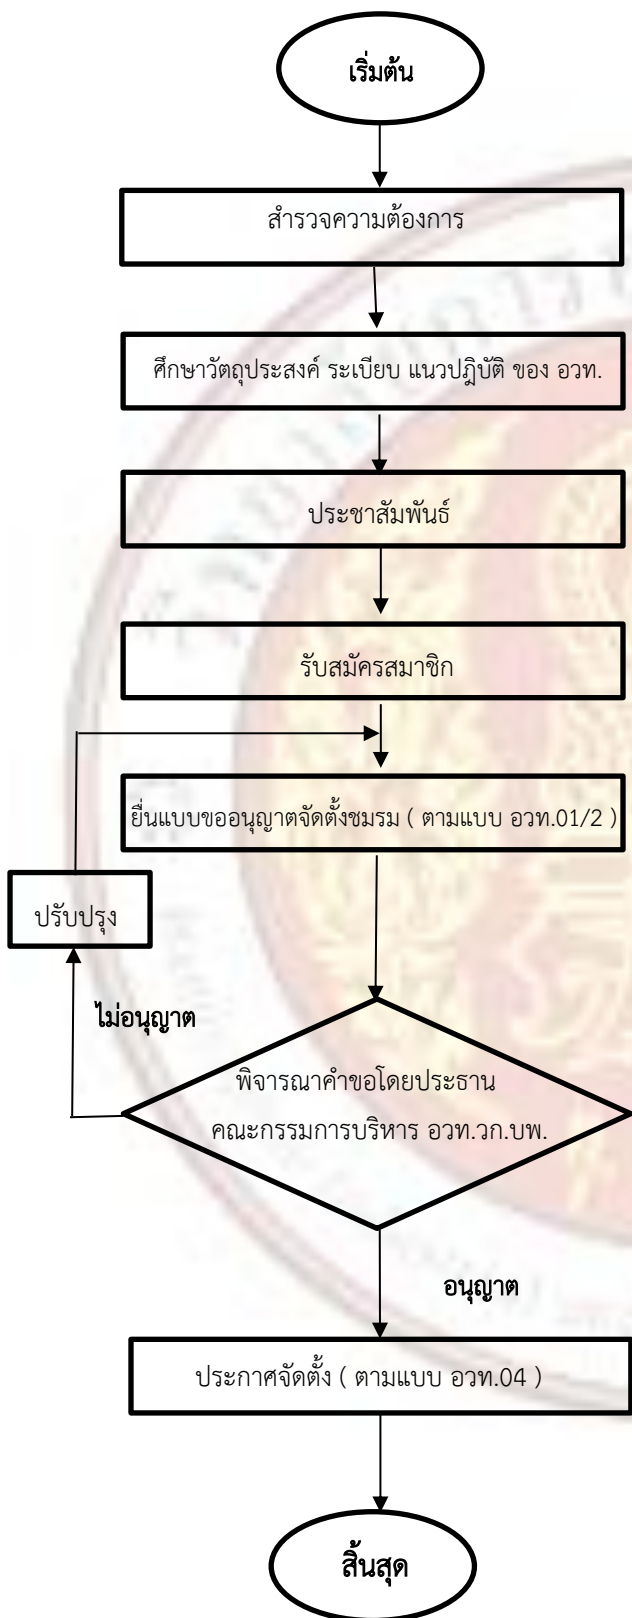 เริ่มต้น
สำรวจความต้องการ
ศึกษาวัตถุประสงค์ ระเบียบ แนวปฎิบัติ ของ อวท.
ประชาสัมพันธ์
รับสมัครสมาชิก
ยื่นแบบขออนุญาตจัดตั้งชมรม ( ตามแบบ อวท.01/2 )
ปรับปรุง
ไม่อนุญาต
พิจารณาคำขอโดยประธาน
คณะกรรมการบริหาร อวท.วก.บพ.
อนุญาต
ประกาศจัดตั้ง ( ตามแบบ อวท.04 )
สิ้นสุด